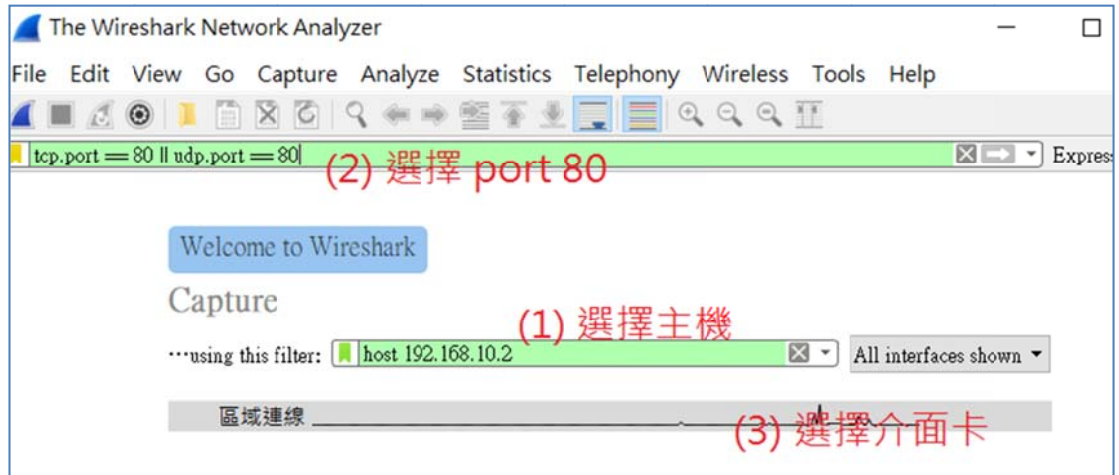 The Wireshark Network Analyzer
File Edit View Go Capture Analyze Statistics Telephony Wireless Tools Help
tcp.port == 80 || udp.port == 80 Expres
(2) 選擇 port 80
Welcome to Wireshark
Capture
(1) 選擇主機
…using this filter: host 192.168.10.2 All interfaces shown
區域連線
(3) 選擇介面卡